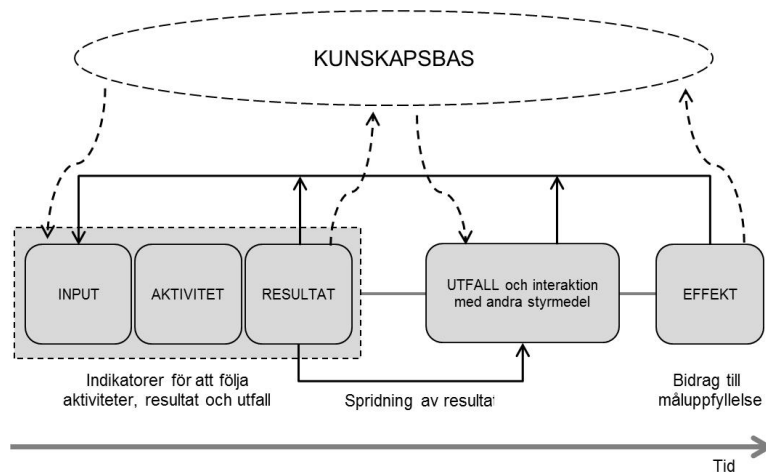 KUNSKAPSBAS
INPUT
AKTIVITET
RESULTAT
UTFALL och interaktion
med andra styrmedel
EFFEKT
Indikatorer för att följa
aktiviteter, resultat och utfall
Spridning av resultat
Bidrag till
måluppfyllelse
Tid